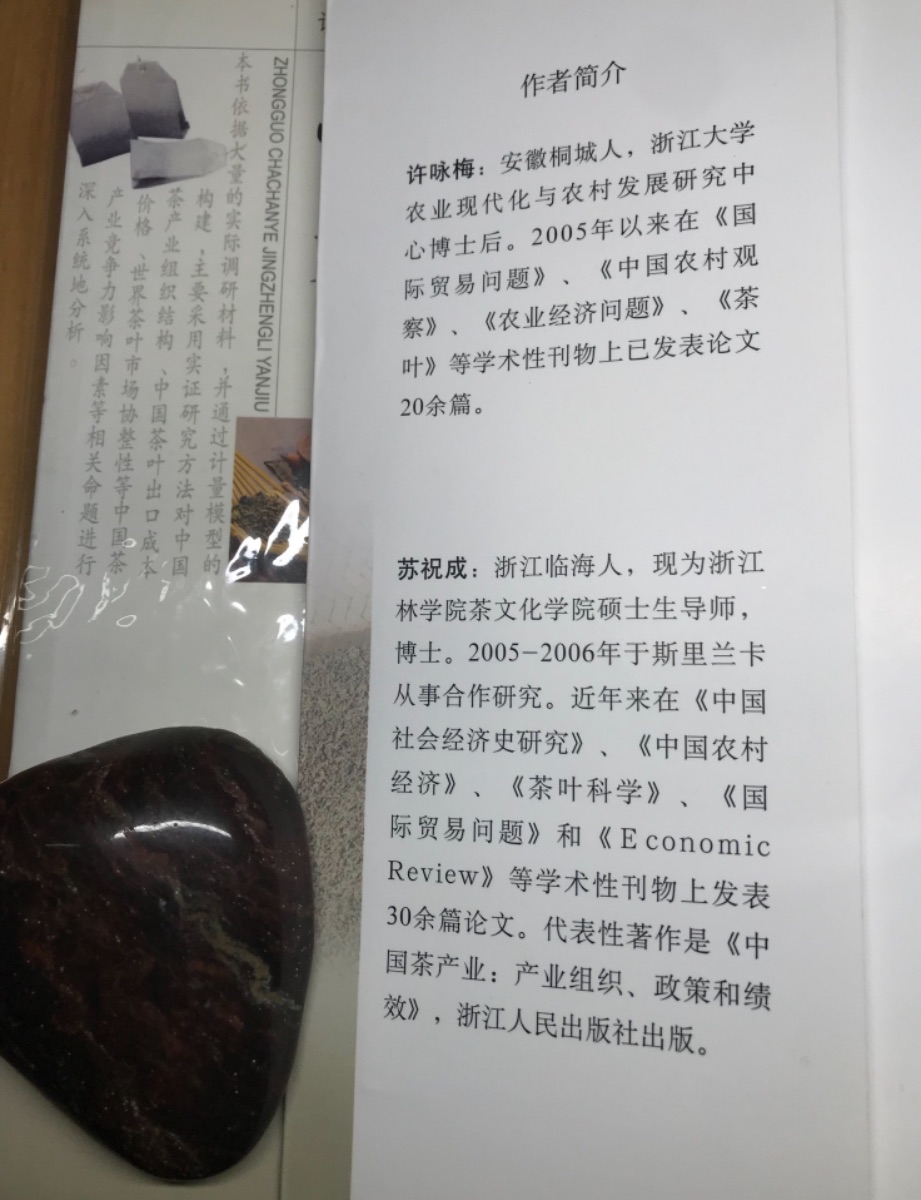 作者简介
许咏梅：安徽桐城人，浙江大学
农业现代化与农村发展研究中
心博士后。2005年以来在《国
际贸易问题》、《中国农村观
察》、《农业经济问题》、《茶
叶》等学术性刊物上已发表论文
20余篇。
苏祝成：浙江临海人，现为浙江
林学院茶文化学院硕士生导师，
博士。2005-2006年于斯里兰卡
从事合作研究。近年来在《中国
社会经济史研究》、《中国农村
经济》、《茶叶科学》、《国
际贸易问题》和《Economic
Review》等学术性刊物上发表
30余篇论文。代表性著作是《中
国茶产业：产业组织、政策和绩
效》，浙江人民出版社出版。
ZHONGGUO CHACHANYE JINGZHENGLI YANJIU
本书依据大量的实际调研材料，并通过计量模型的
构建，主要采用实证研究方法对中国
茶产业组织结构、中国茶叶出口成本
价格、世界茶叶市场协整性等中国茶
产业竞争力影响因素等相关命题进行
深入系统地分析。